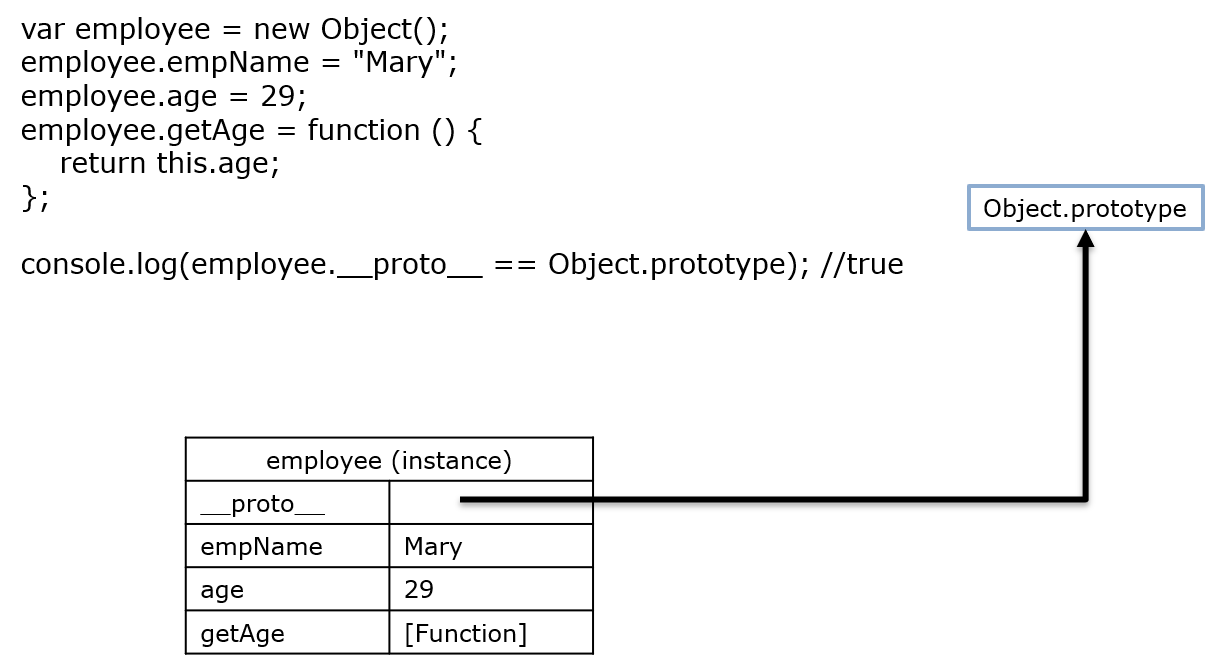 var employee = new Object();
employee.empName = "Mary";
employee.age = 29;
employee.getAge = function () {
    return this.age;
};
Object.prototype
console.log(employee.__proto__ == Object.prototype); //true
employee (instance)
__proto__
empName Mary
age 29
getAge [Function]